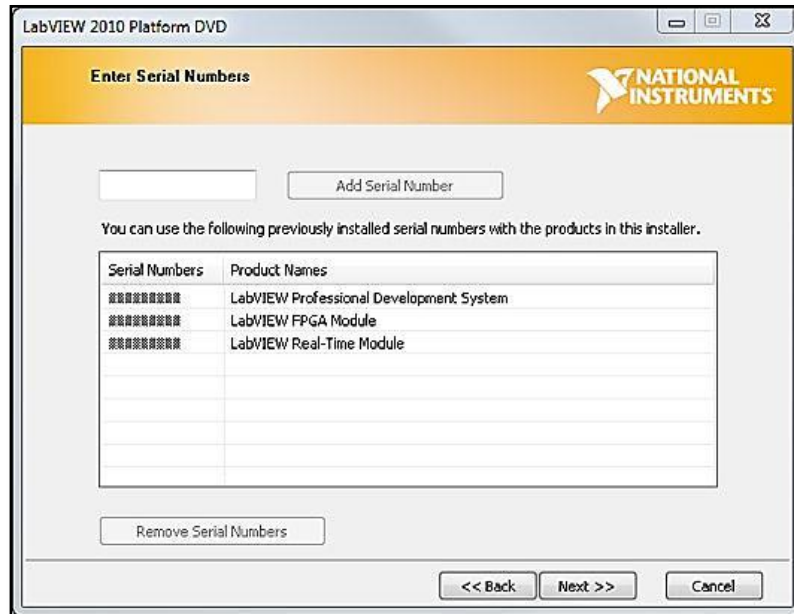 LabVIEW 2010 Platform DVD
Enter Serial Numbers
NATIONAL
INSTRUMENTS
Add Serial Number
You can use the following previously installed serial numbers with the products in this installer.
Serial Numbers Product Names
LabVIEW Professional Development System
LabVIEW FPGA Module
LabVIEW Real-Time Module
Remove Serial Numbers
<< Back Next >> Cancel